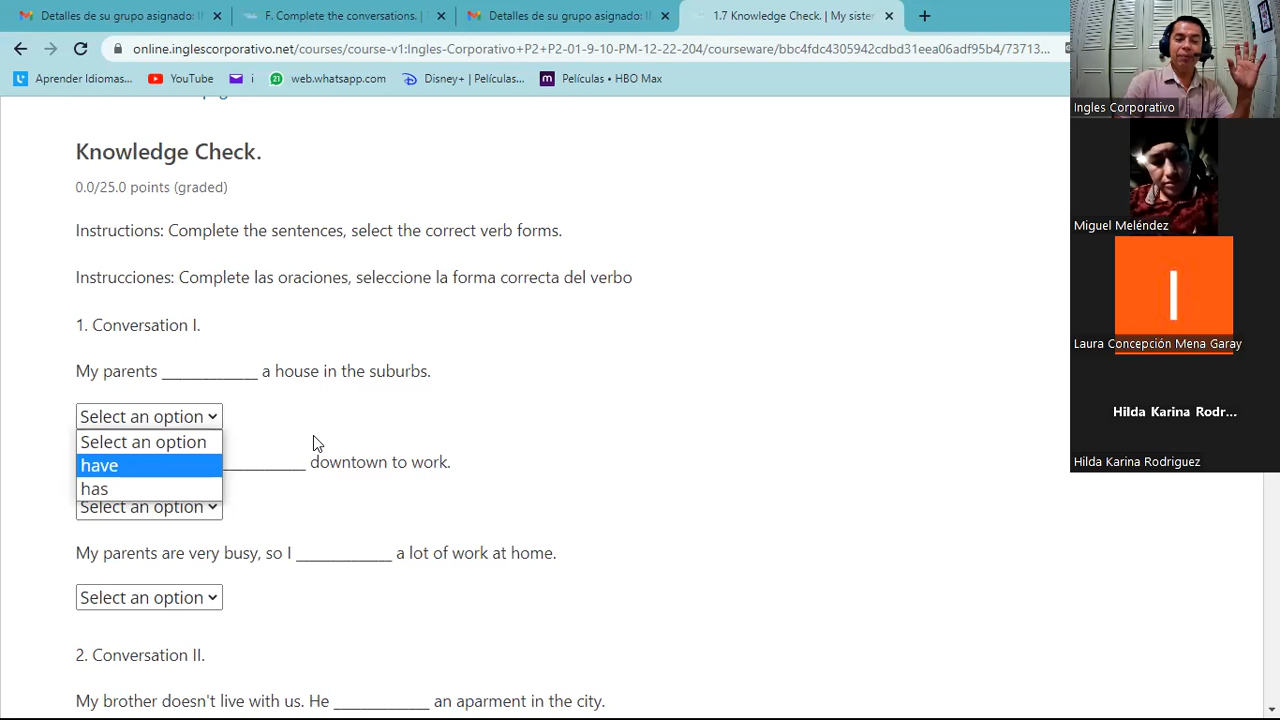 Detalles de su grupo asignado: I
F. Complete the conversations. |
Detalles de su grupo asignado: I
1.7 Knowledge Check. | My siste
online.inglescorporativo.net/courses/course-v1:Ingles-Corporativo+P2+P2-01-9-10-PM-12-22-204/courseware/bbc4fdc4305942cdbd31eea06adf95b4/73713...
Aprender Idiomas...
YouTube
i
web.whatsapp.com
Disney+ | Películas...
Películas • HBO Max
Knowledge Check.
0.0/25.0 points (graded)
Instructions: Complete the sentences, select the correct verb forms.
Instrucciones: Complete las oraciones, seleccione la forma correcta del verbo
1. Conversation I.
My parents _____________ a house in the suburbs.
Select an option
Select an option
have
has
____________ downtown to work.
Select an option
My parents are very busy, so I _____________ a lot of work at home.
Select an option
2. Conversation II.
My brother doesn't live with us. He _____________ an aparment in the city.
Ingles Corporativo
Miguel Meléndez
I
Laura Concepción Mena Garay
Hilda Karina Rodr...
Hilda Karina Rodriguez